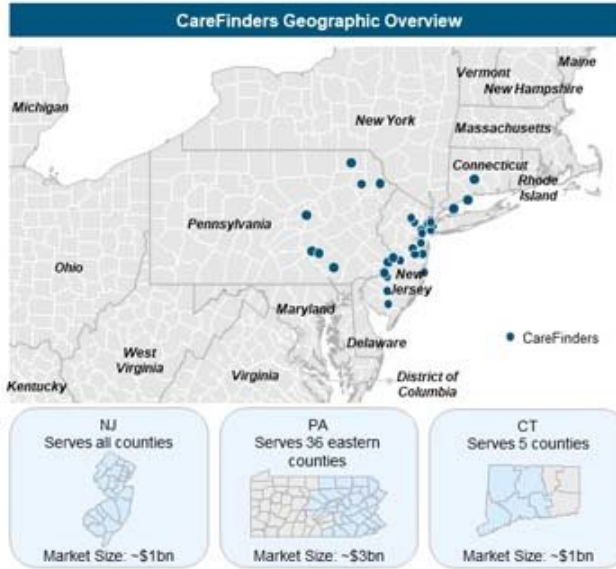 CareFinders Geographic Overview
Maine
Vermont
New Hampshire
Michigan
New York
Massachusetts
Connecticut
Rhode
Island
Pennsylvania
Ohio
New
Jersey
Maryland
CareFinders
Delaware
West
Virginia
Virginia
District of
Columbia
Kentucky
NJ
Serves all counties
Market Size: ~$1bn
PA
Serves 36 eastern
counties
Market Size: ~$3bn
CT
Serves 5 counties
Market Size: ~$1bn